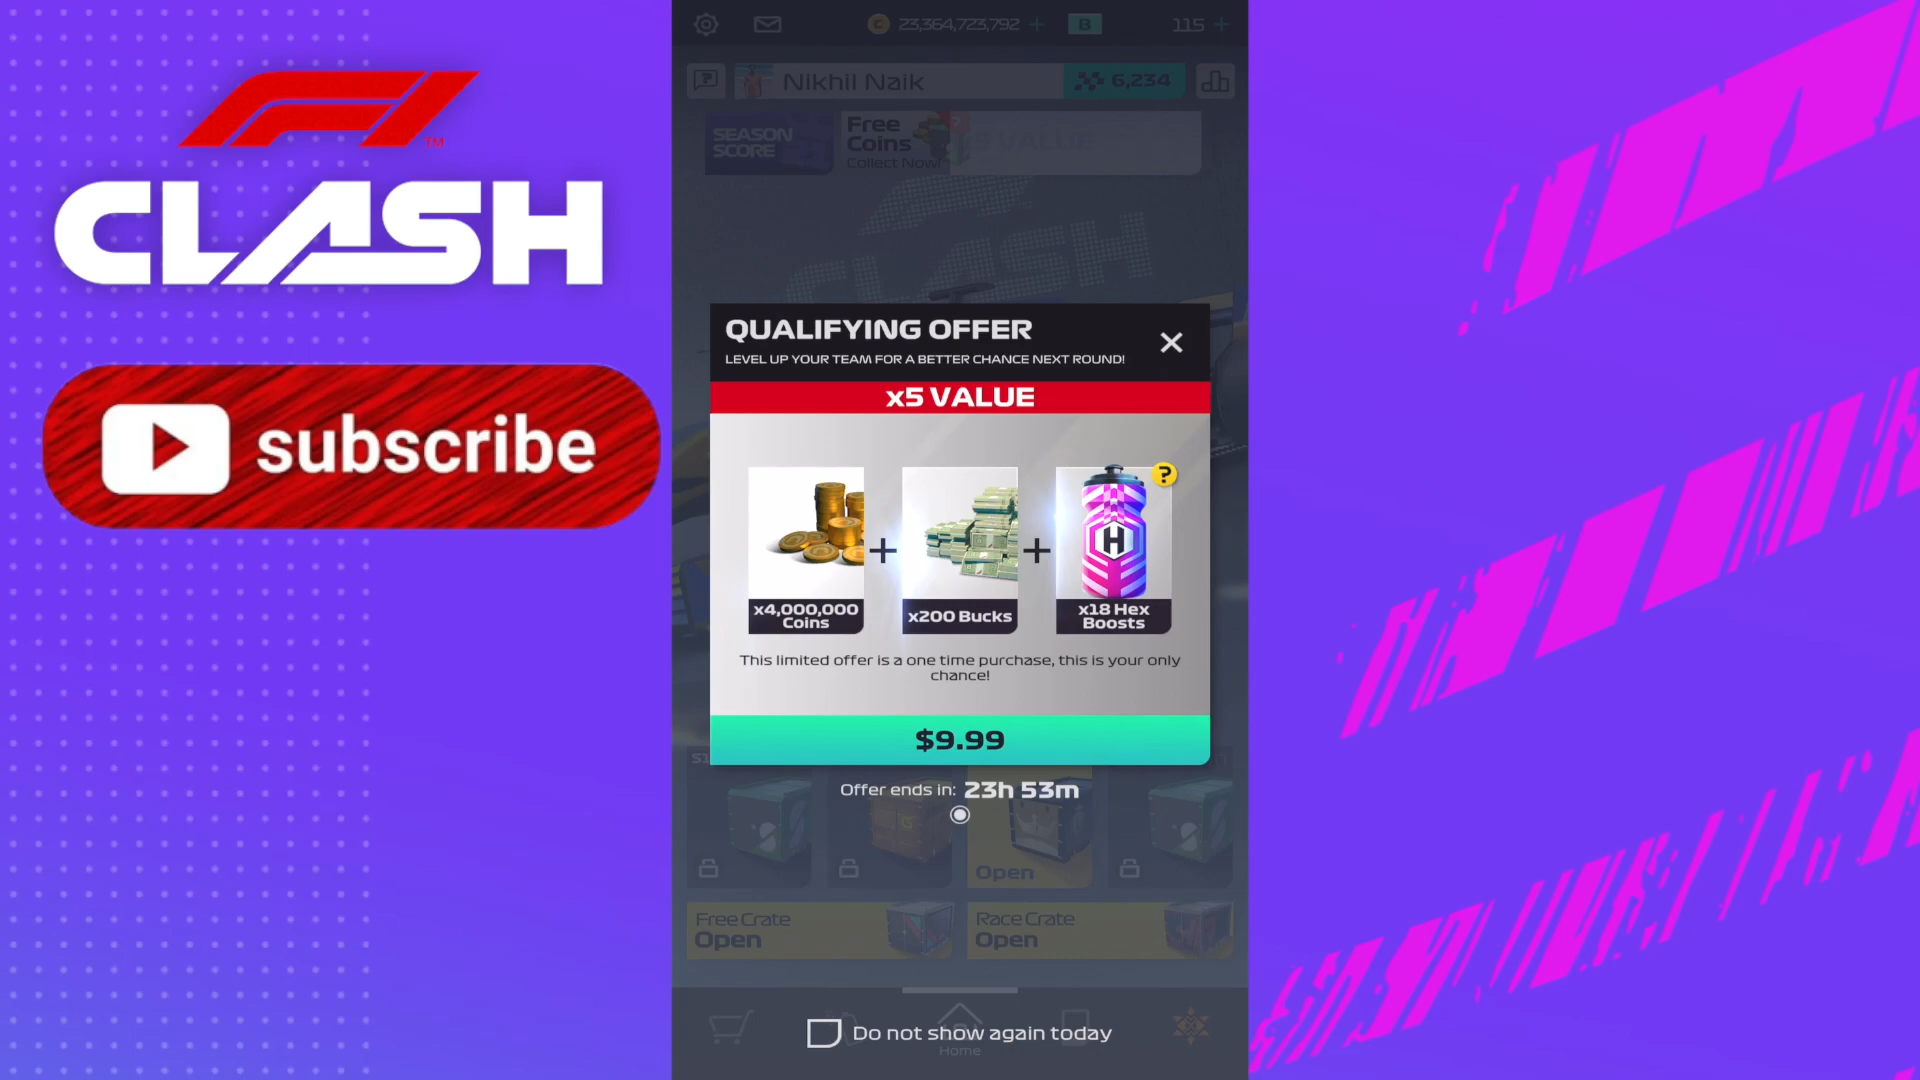 F1
TM
CLASH
subscribe
23,364,723,792
B
115
Nikhil Naik
6,234
SEASON
SCORE
Free
Coins
Collect Now!
VALUE
CLASH
QUALIFYING OFFER
LEVEL UP YOUR TEAM FOR A BETTER CHANCE NEXT ROUND!
x5 VALUE
H
x4,000,000
Coins
x200 Bucks
x18 Hex
Boosts
?
This limited offer is a one time purchase, this is your only
chance!
$9.99
Offer ends in: 23h 53m
Open
Free Crate
Open
Race Crate
Open
Do not show again today
Home